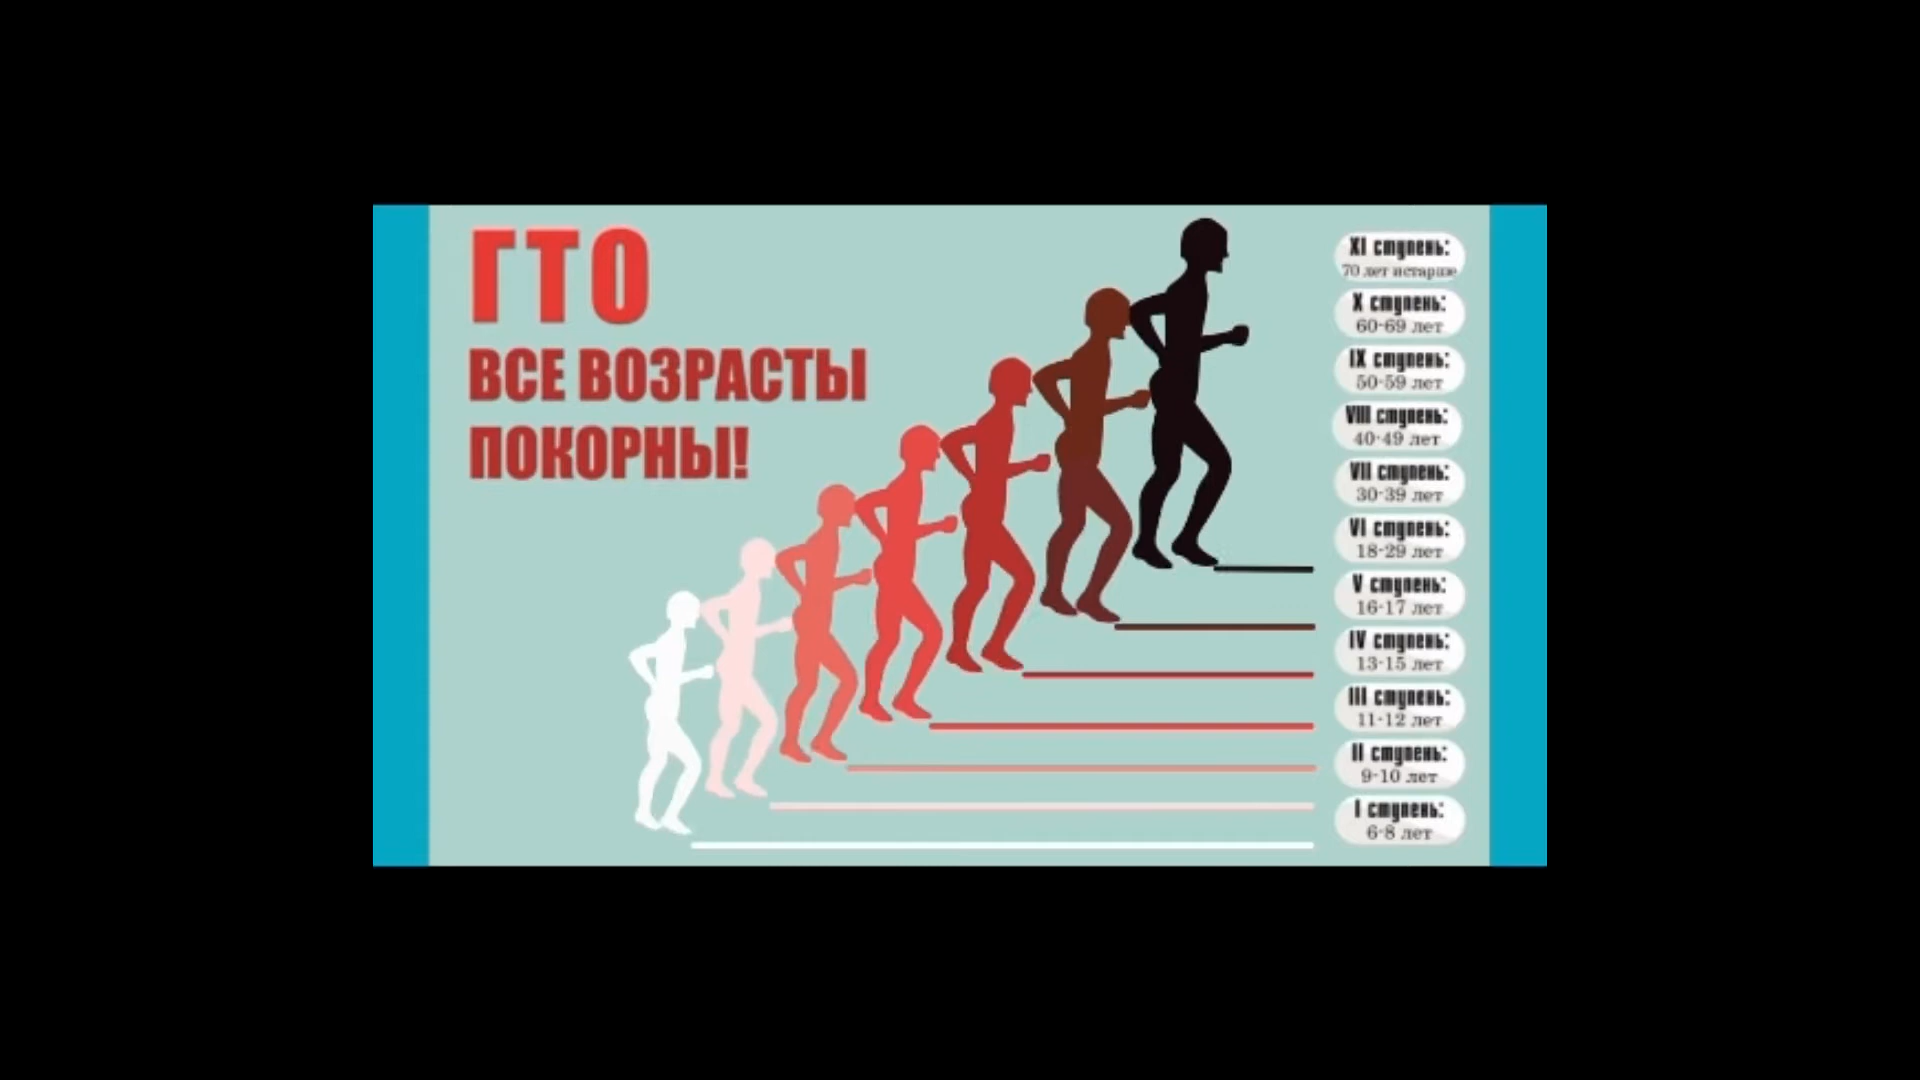 ГТО
ВСЕ ВОЗРАСТЫ
ПОКОРНЫ!
XI ступень:
70 лет истарше
X ступень:
60-69 лет
IX ступень:
50-59 лет
VIII ступень:
40-49 лет
VII ступень:
30-39 лет
VI ступень:
18-29 лет
V ступень:
16-17 лет
IV ступень:
13-15 лет
III ступень:
11-12 лет
II ступень:
9-10 лет
I ступень:
6-8 лет